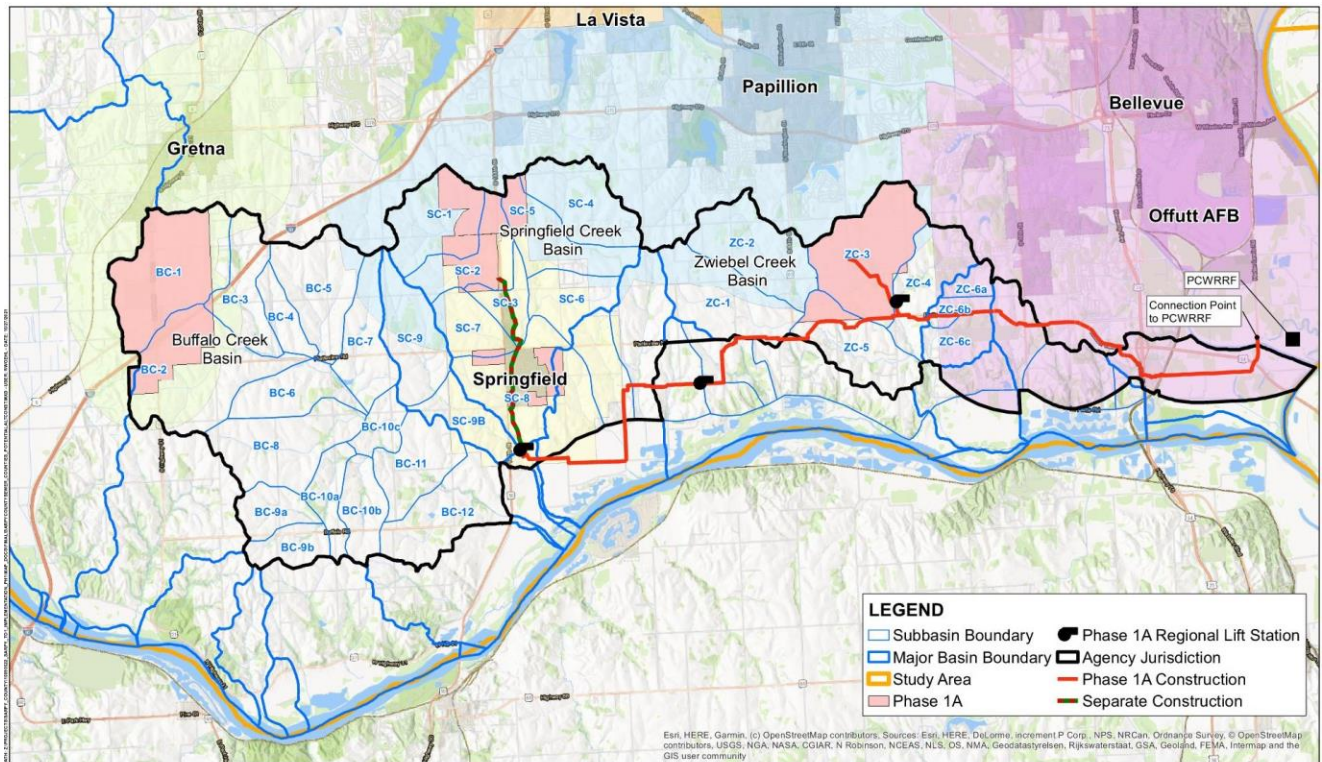 La Vista
Papillion
Bellevue
Gretna
Offutt AFB
SC-1
SC-5
SC-4
Springfield Creek
Basin
ZC-2
Zwiebel Creek
Basin
ZC-3
ZC-4
PCWRRF
Connection Point
to PCWRRF
BC-1
BC-3
BC-5
BC-4
SC-2
SC-3
SC-6
ZC-1
ZC-6a
ZC-6b
ZC-6c
Buffalo Creek
Basin
BC-7
SC-9
SC-7
ZC-5
BC-2
BC-6
Springfield
SC-8
BC-8
BC-10c
SC-9B
BC-11
BC-10a
BC-9a
BC-10b
BC-12
BC-9b
LEGEND
Subbasin Boundary
Major Basin Boundary
Study Area
Phase 1A
Phase 1A Regional Lift Station
Agency Jurisdiction
Phase 1A Construction
Separate Construction
Esri, HERE, Garmin, (c) OpenStreetMap contributors, Sources: Esri, HERE, DeLorme, increment P Corp., NPS, NRCan, Ordnance Survey, © OpenStreetMap
contributors, USGS, NGA, NASA, CGIAR, N Robinson, NCEAS, NLS, OS, NMA, Geodatastyrelsen, Rijkswaterstaat, GSA, Geoland, FEMA, Intermap and the
GIS user community